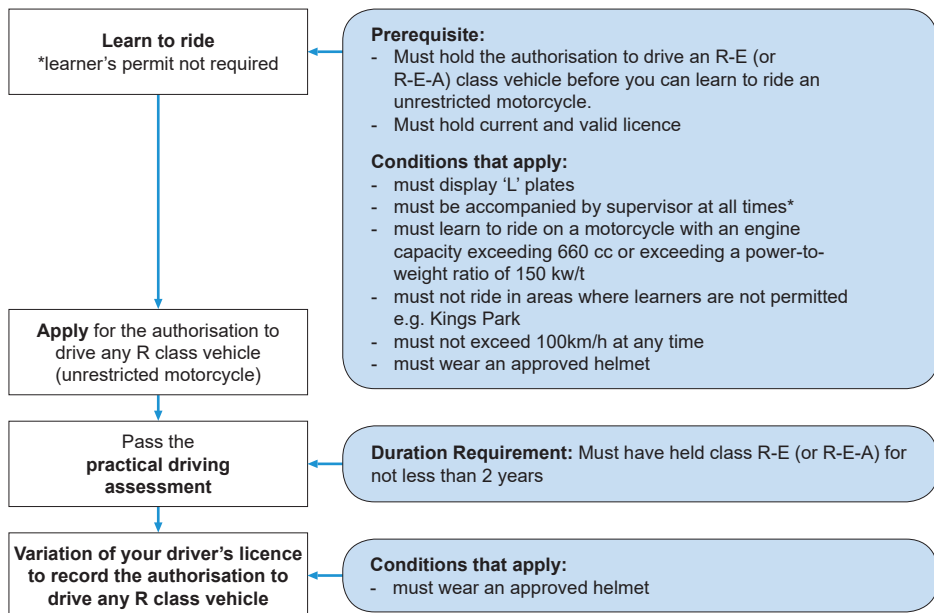 Learn to ride
*learner's permit not required
Prerequisite:
- Must hold the authorisation to drive an R-E (or
R-E-A) class vehicle before you can learn to ride an
unrestricted motorcycle.
- Must hold current and valid licence
Conditions that apply:
- must display ‘L’ plates
- must be accompanied by supervisor at all times*
- must learn to ride on a motorcycle with an engine
capacity exceeding 660 cc or exceeding a power-to-
weight ratio of 150 kw/t
- must not ride in areas where learners are not permitted
e.g. Kings Park
- must not exceed 100km/h at any time
- must wear an approved helmet
Apply for the authorisation to
drive any R class vehicle
(unrestricted motorcycle)
Pass the
practical driving
assessment
Duration Requirement: Must have held class R-E (or R-E-A) for
not less than 2 years
Variation of your driver's licence
to record the authorisation to
drive any R class vehicle
Conditions that apply:
- must wear an approved helmet